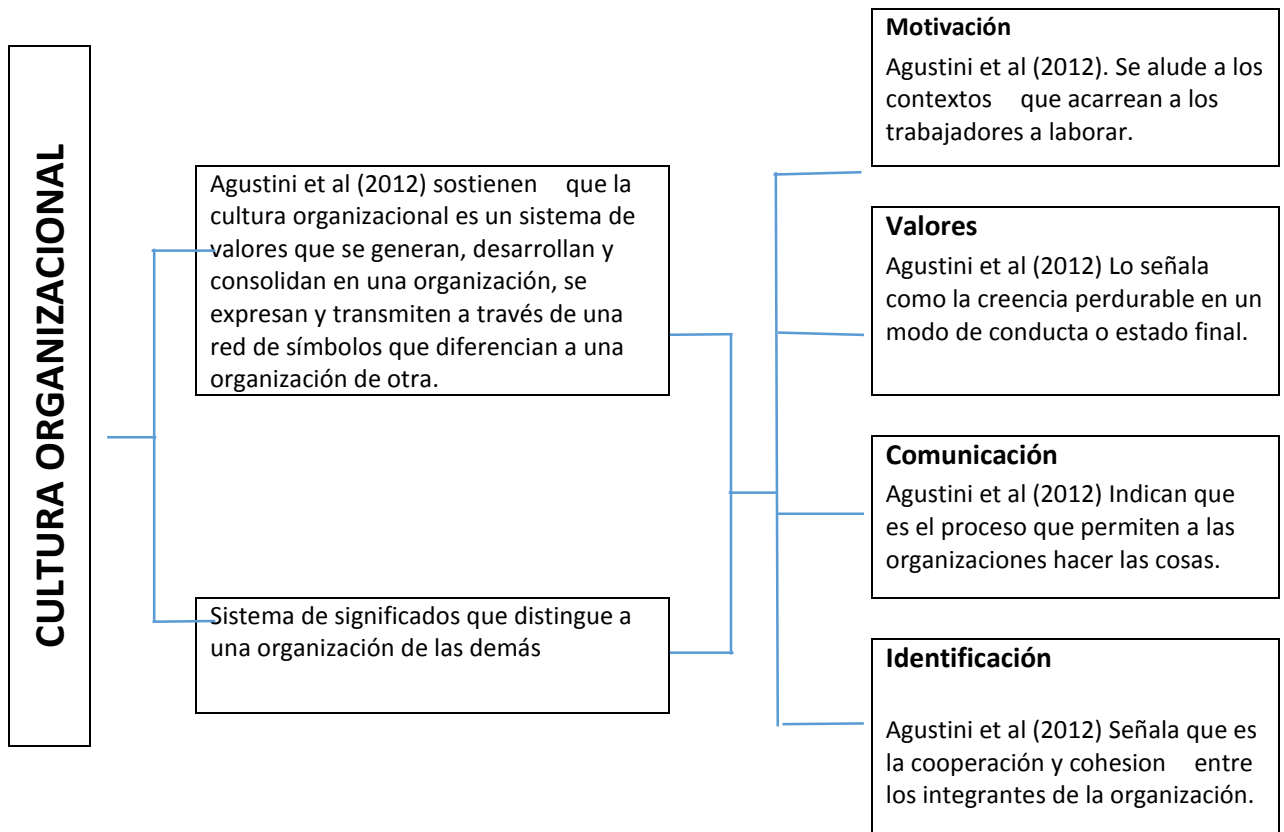 CULTURA ORGANIZACIONAL
Agustini et al (2012) sostienen que la
cultura organizacional es un sistema de
valores que se generan, desarrollan y
consolidan en una organización, se
expresan y transmiten a través de una
red de símbolos que diferencian a una
organización de otra.
Sistema de significados que distingue a
una organización de las demás
Motivación
Agustini et al (2012). Se alude a los
contextos que acarrean a los
trabajadores a laborar.
Valores
Agustini et al (2012) Lo señala
como la creencia perdurable en un
modo de conducta o estado final.
Comunicación
Agustini et al (2012) Indican que
es el proceso que permiten a las
organizaciones hacer las cosas.
Identificación
Agustini et al (2012) Señala que es
la cooperación y cohesion entre
los integrantes de la organización.